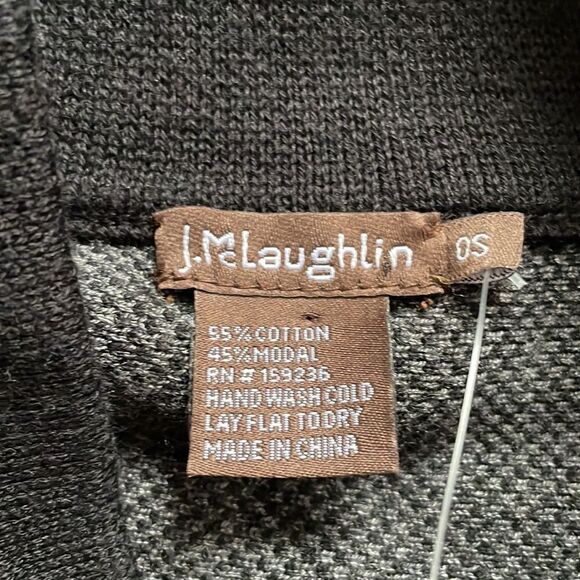 J.McLaughlin
OS
55% COTTON
45% MODAL
RN # 159236
HAND WASH COLD
LAY FLAT TO DRY
MADE IN CHINA